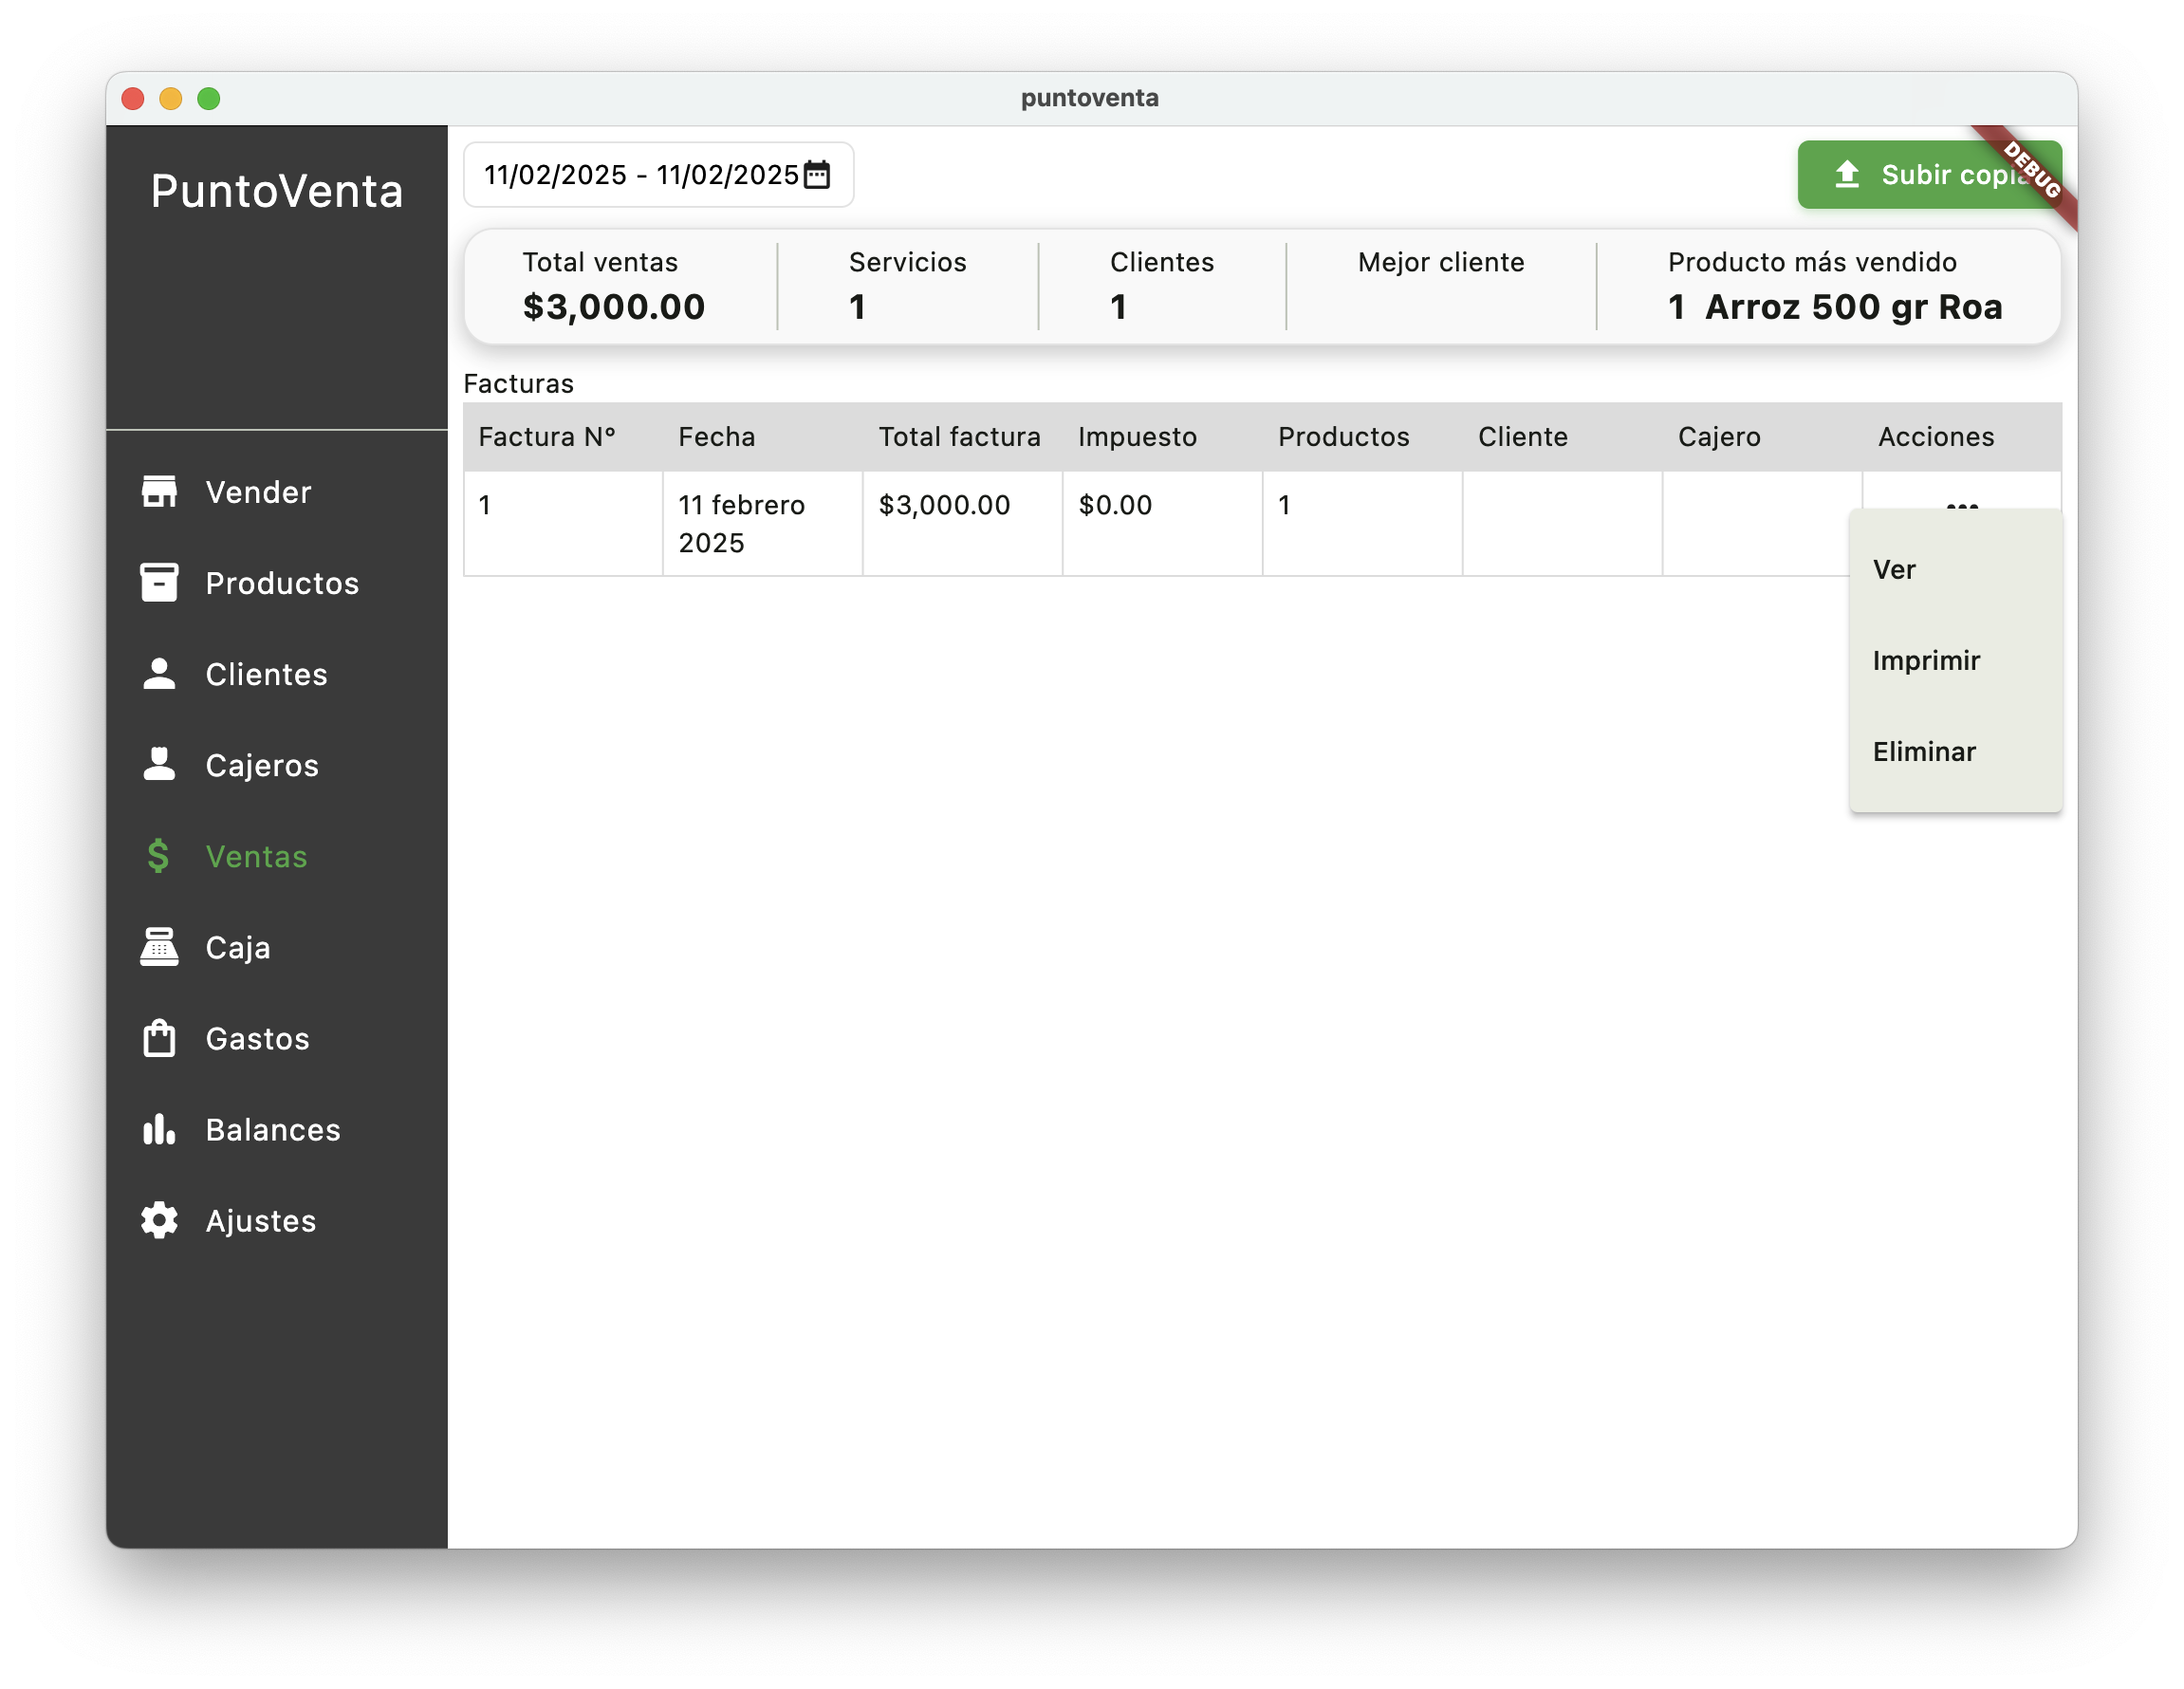 puntoventa
PuntoVenta
Vender
Productos
Clientes
Cajeros
Ventas
Caja
Gastos
Balances
Ajustes
11/02/2025 - 11/02/2025
Subir copia
DEBUG
Total ventas
$3,000.00
Servicios
1
Clientes
1
Mejor cliente
Producto más vendido
1 Arroz 500 gr Roa
Facturas
Factura N° Fecha Total factura Impuesto Productos Cliente Cajero Acciones
1 11 febrero 2025 $3,000.00 $0.00 1
Ver
Imprimir
Eliminar